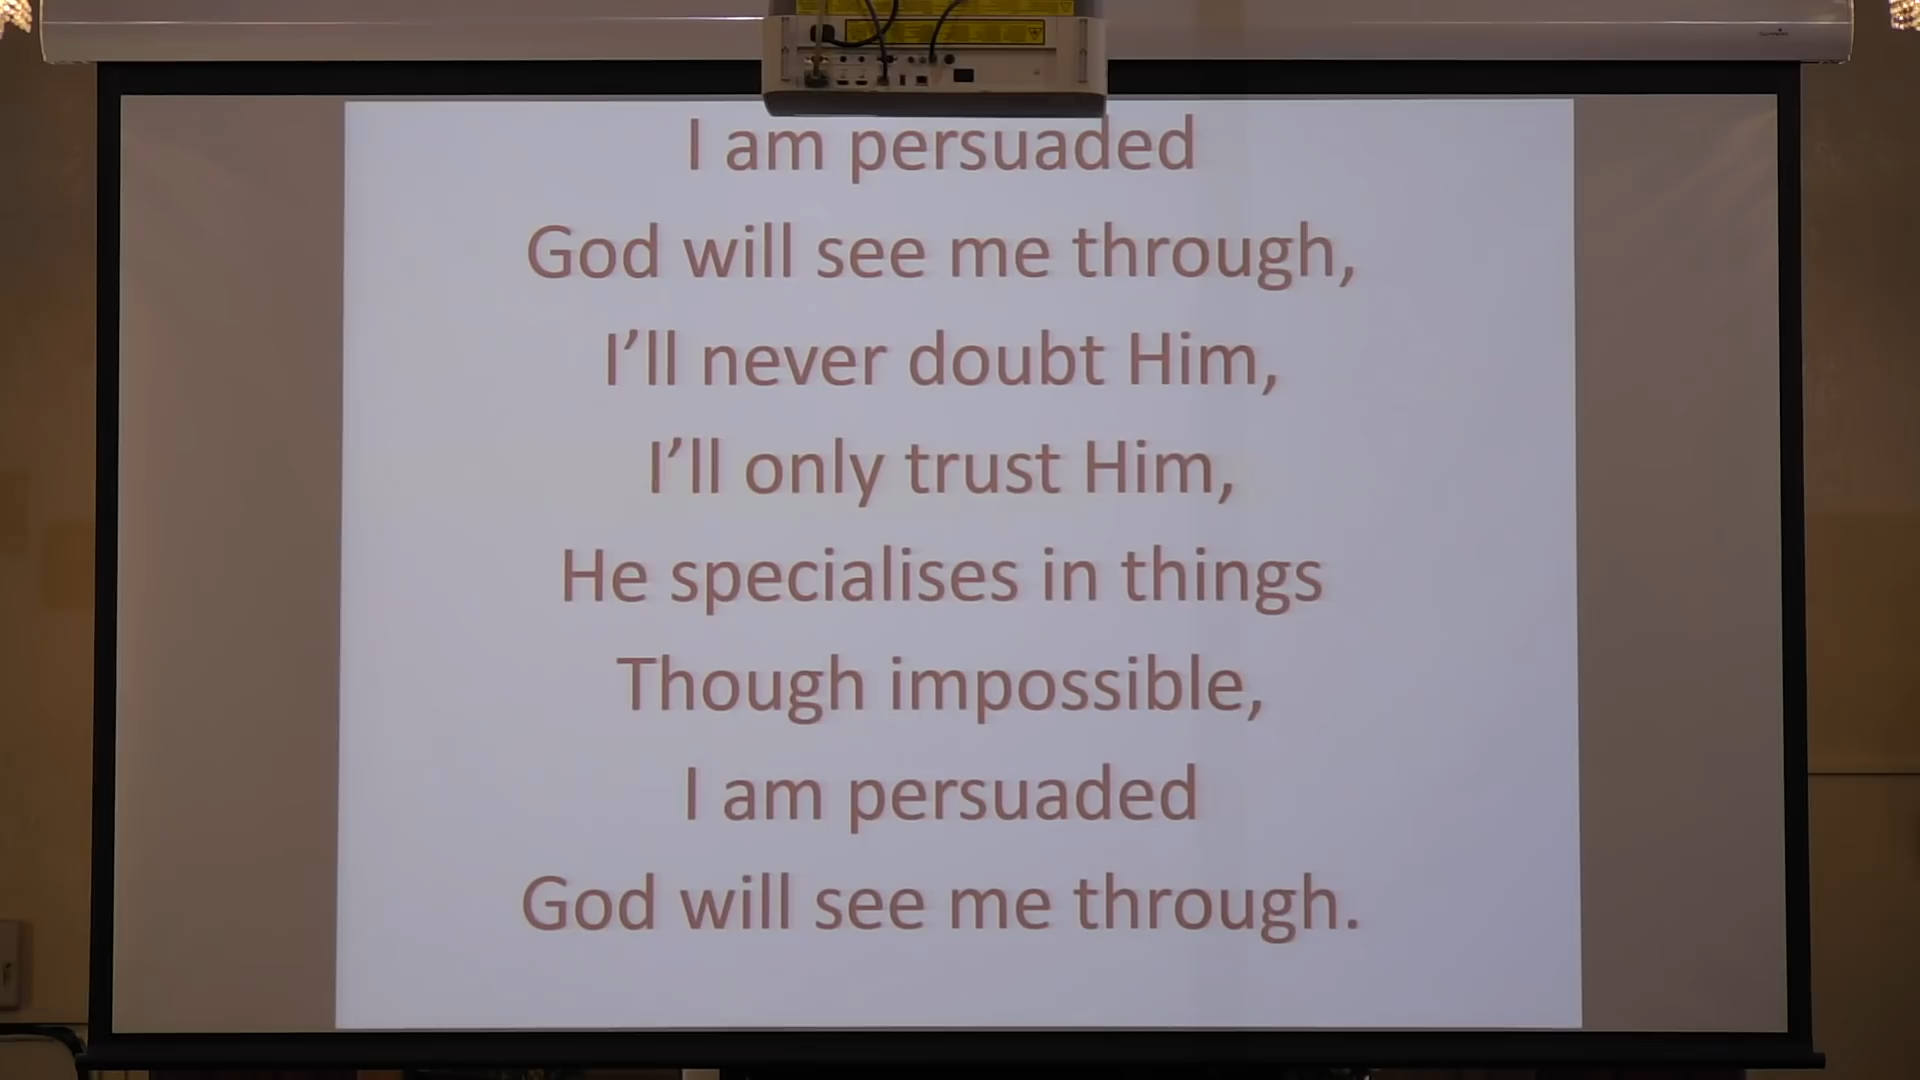 I am persuaded
God will see me through,
I’ll never doubt Him,
I’ll only trust Him,
He specialises in things
Though impossible,
I am persuaded
God will see me through.